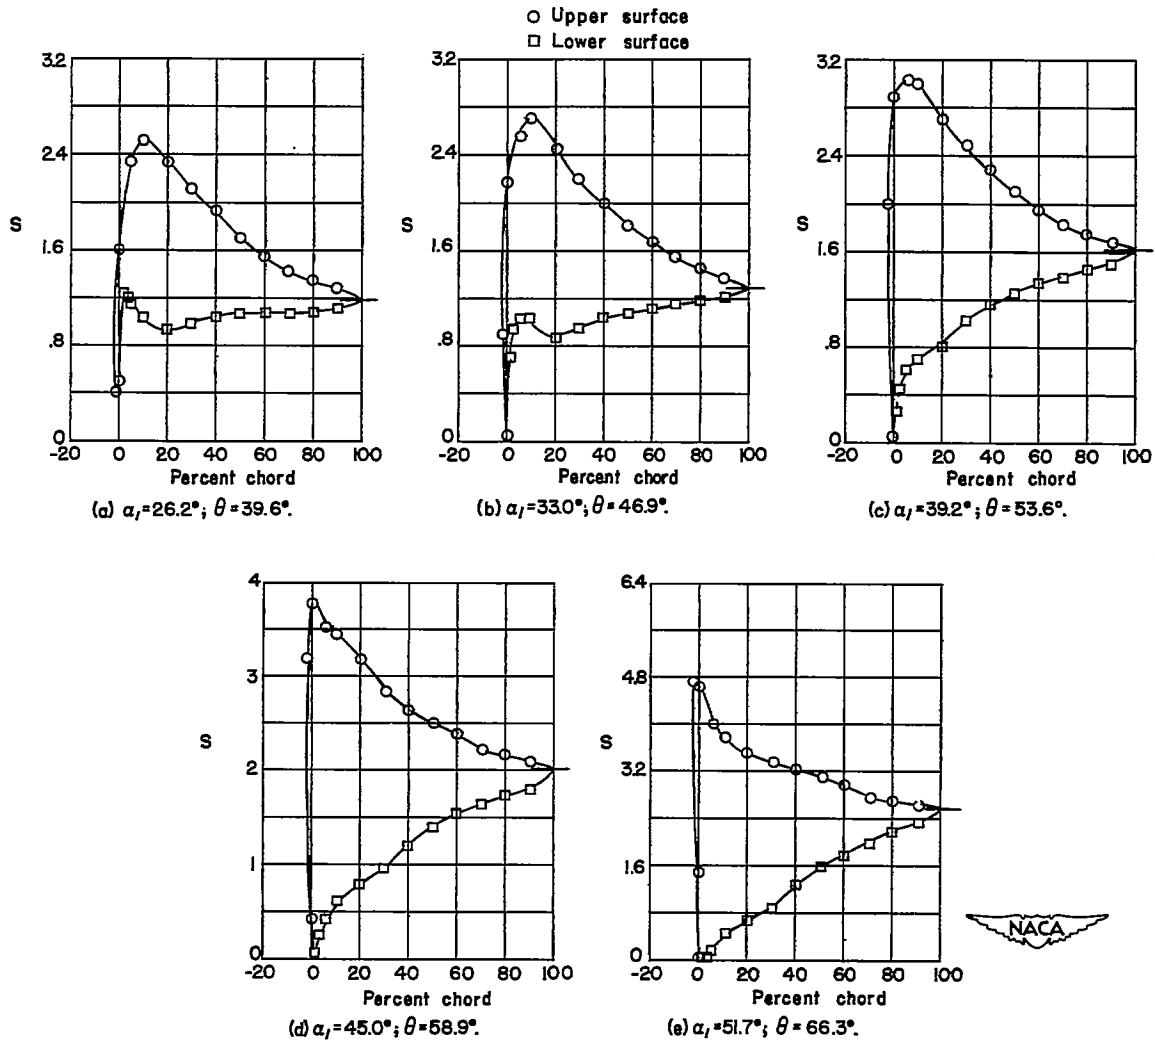 Upper surface
Lower surface
3.2
2.4
S
1.6
.8
0
-20 0 20 40 60 80 100
Percent chord
(a) α₁=26.2°; θ=39.6°.
3.2
2.4
S
1.6
.8
0
-20 0 20 40 60 80 100
Percent chord
(b) α₁=33.0°; θ=46.9°.
3.2
2.4
S
1.6
.8
0
-20 0 20 40 60 80 100
Percent chord
(c) α₁=39.2°; θ=53.6°.
4
3
S
2
1
0
-20 0 20 40 60 80 100
Percent chord
(d) α₁=45.0°; θ=58.9°.
6.4
4.8
S
3.2
1.6
0
-20 0 20 40 60 80 100
Percent chord
(e) α₁=51.7°; θ=66.3°.
NACA